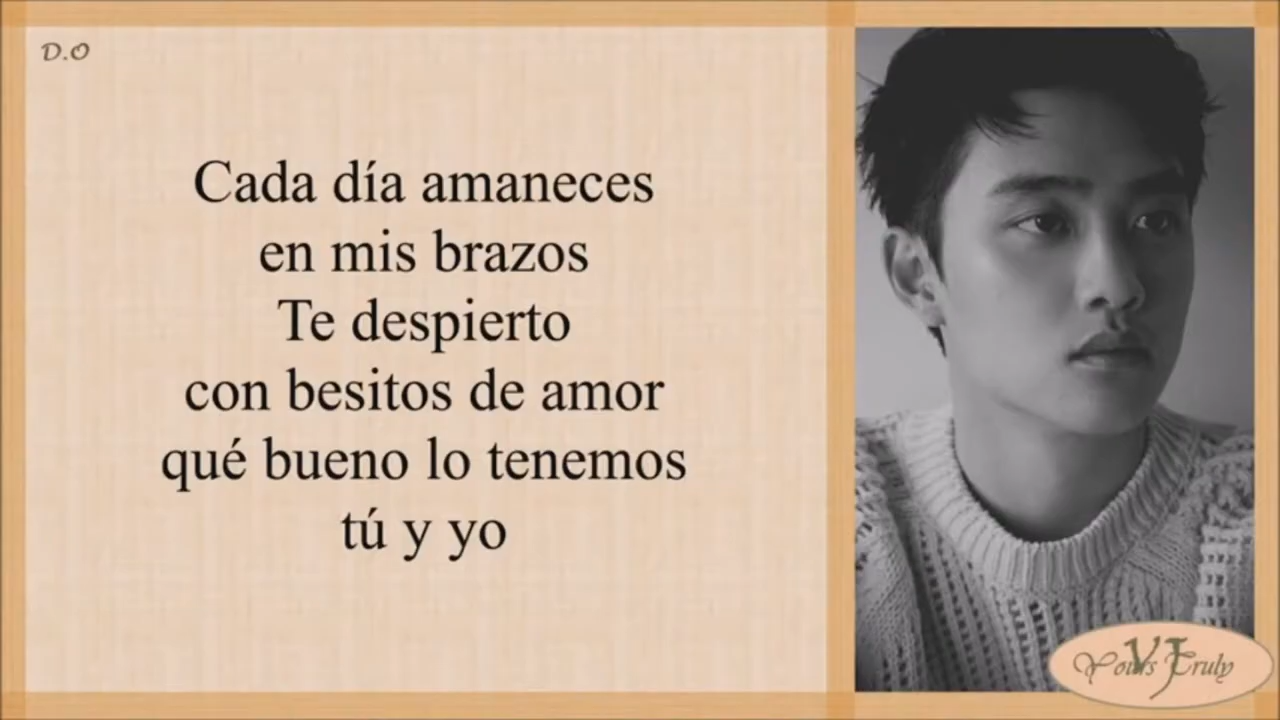 D.O
Cada día amaneces
en mis brazos
Te despierto
con besitos de amor
qué bueno lo tenemos
tú y yo
VJ
Yours Truly